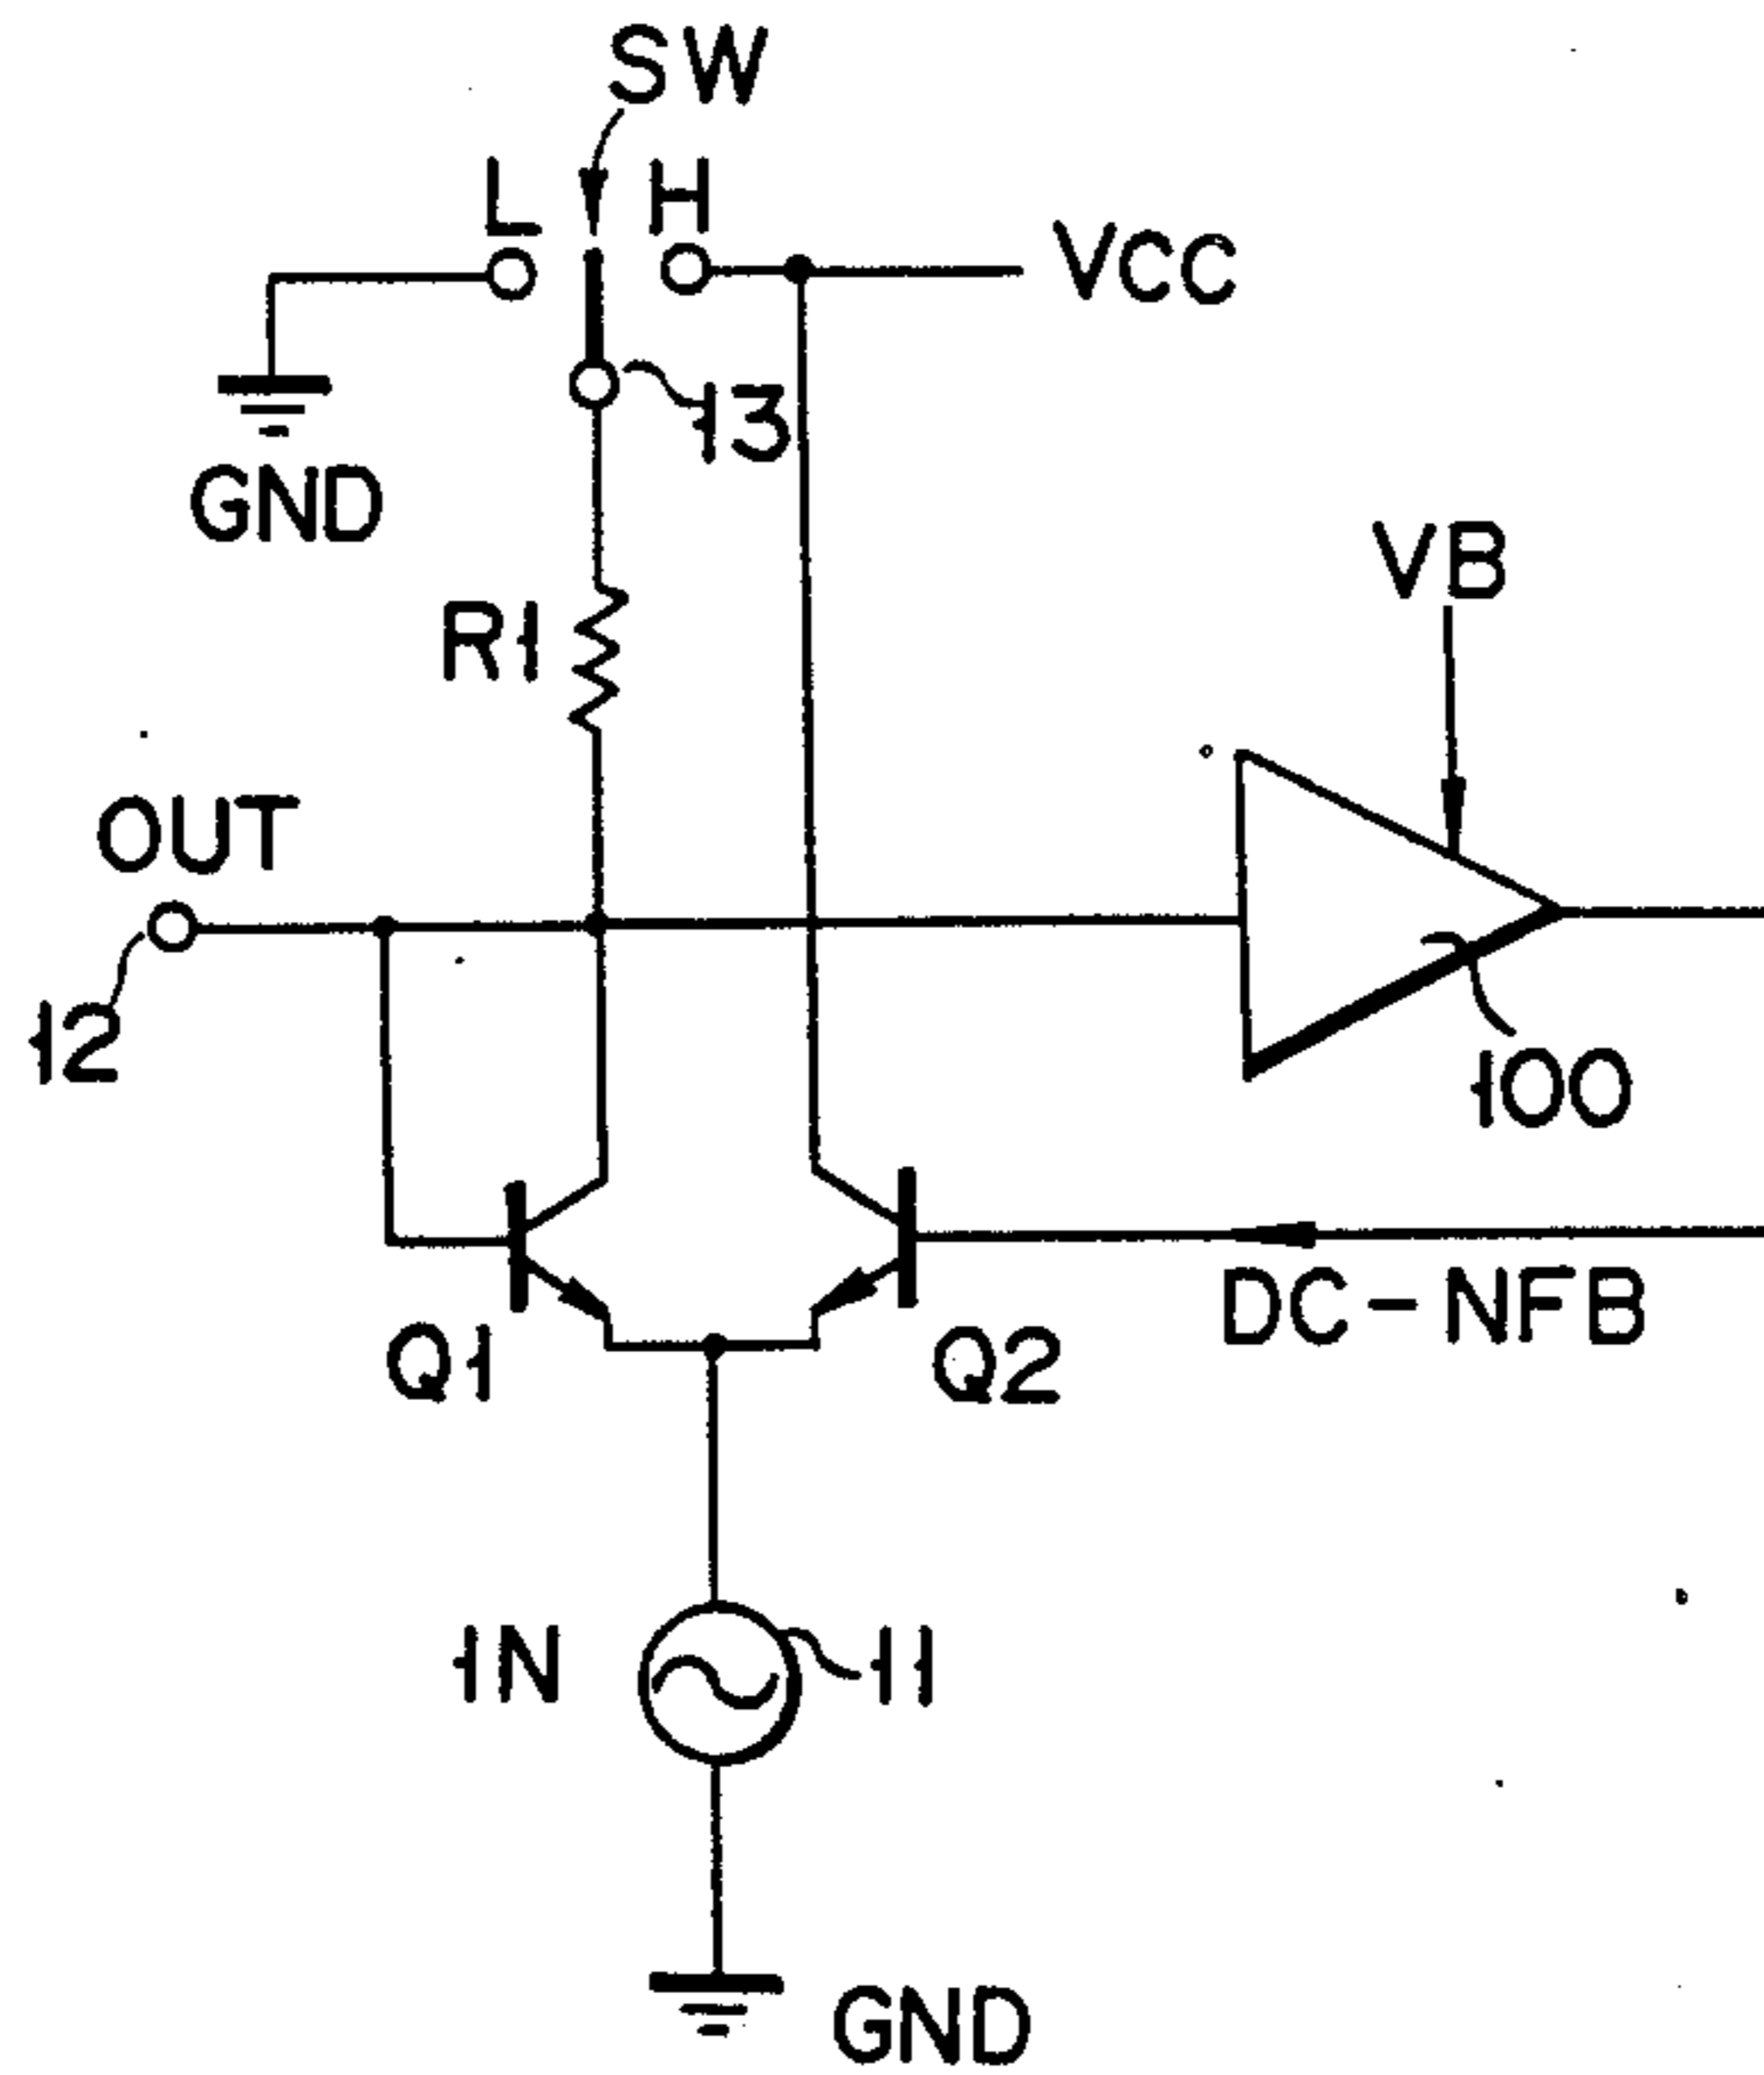 SW
L
H
VCC
13
GND
VB
R1
OUT
12
100
DC-NFB
Q1
Q2
IN
11
GND